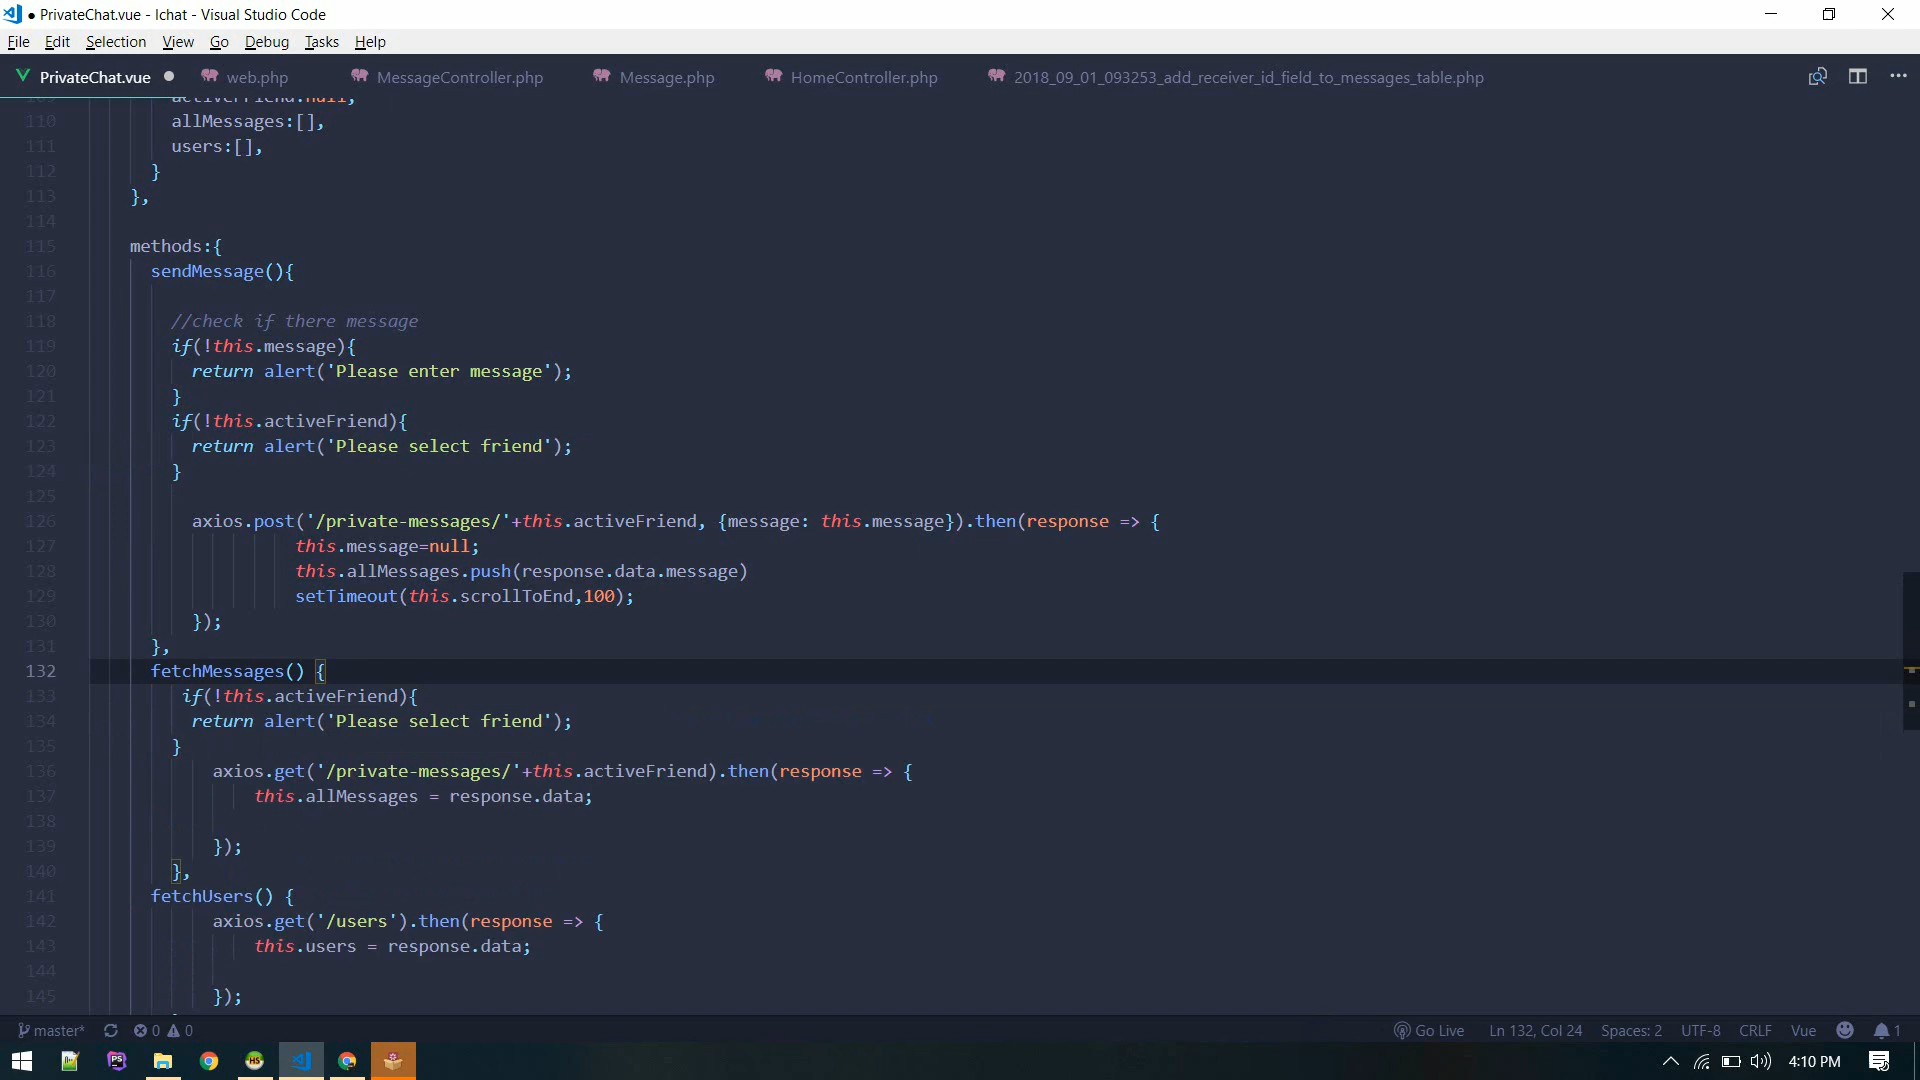 ● PrivateChat.vue - lchat - Visual Studio Code
File Edit Selection View Go Debug Tasks Help
PrivateChat.vue ● web.php MessageController.php Message.php HomeController.php 2018_09_01_093253_add_receiver_id_field_to_messages_table.php
109 activeFriend:null,
110 allMessages:[],
111 users:[],
112 }
113 },
114
115 methods:{
116 sendMessage(){
117
118 //check if there message
119 if(!this.message){
120 return alert('Please enter message');
121 }
122 if(!this.activeFriend){
123 return alert('Please select friend');
124 }
125
126 axios.post('/private-messages/'+this.activeFriend, {message: this.message}).then(response => {
127 this.message=null;
128 this.allMessages.push(response.data.message)
129 setTimeout(this.scrollToEnd,100);
130 });
131 },
132 fetchMessages() {
133 if(!this.activeFriend){
134 return alert('Please select friend');
135 }
136 axios.get('/private-messages/'+this.activeFriend).then(response => {
137 this.allMessages = response.data;
138
139 });
140 },
141 fetchUsers() {
142 axios.get('/users').then(response => {
143 this.users = response.data;
144
145 });
master* 0 0 Go Live Ln 132, Col 24 Spaces: 2 UTF-8 CRLF Vue 1
PS HS 4:10 PM